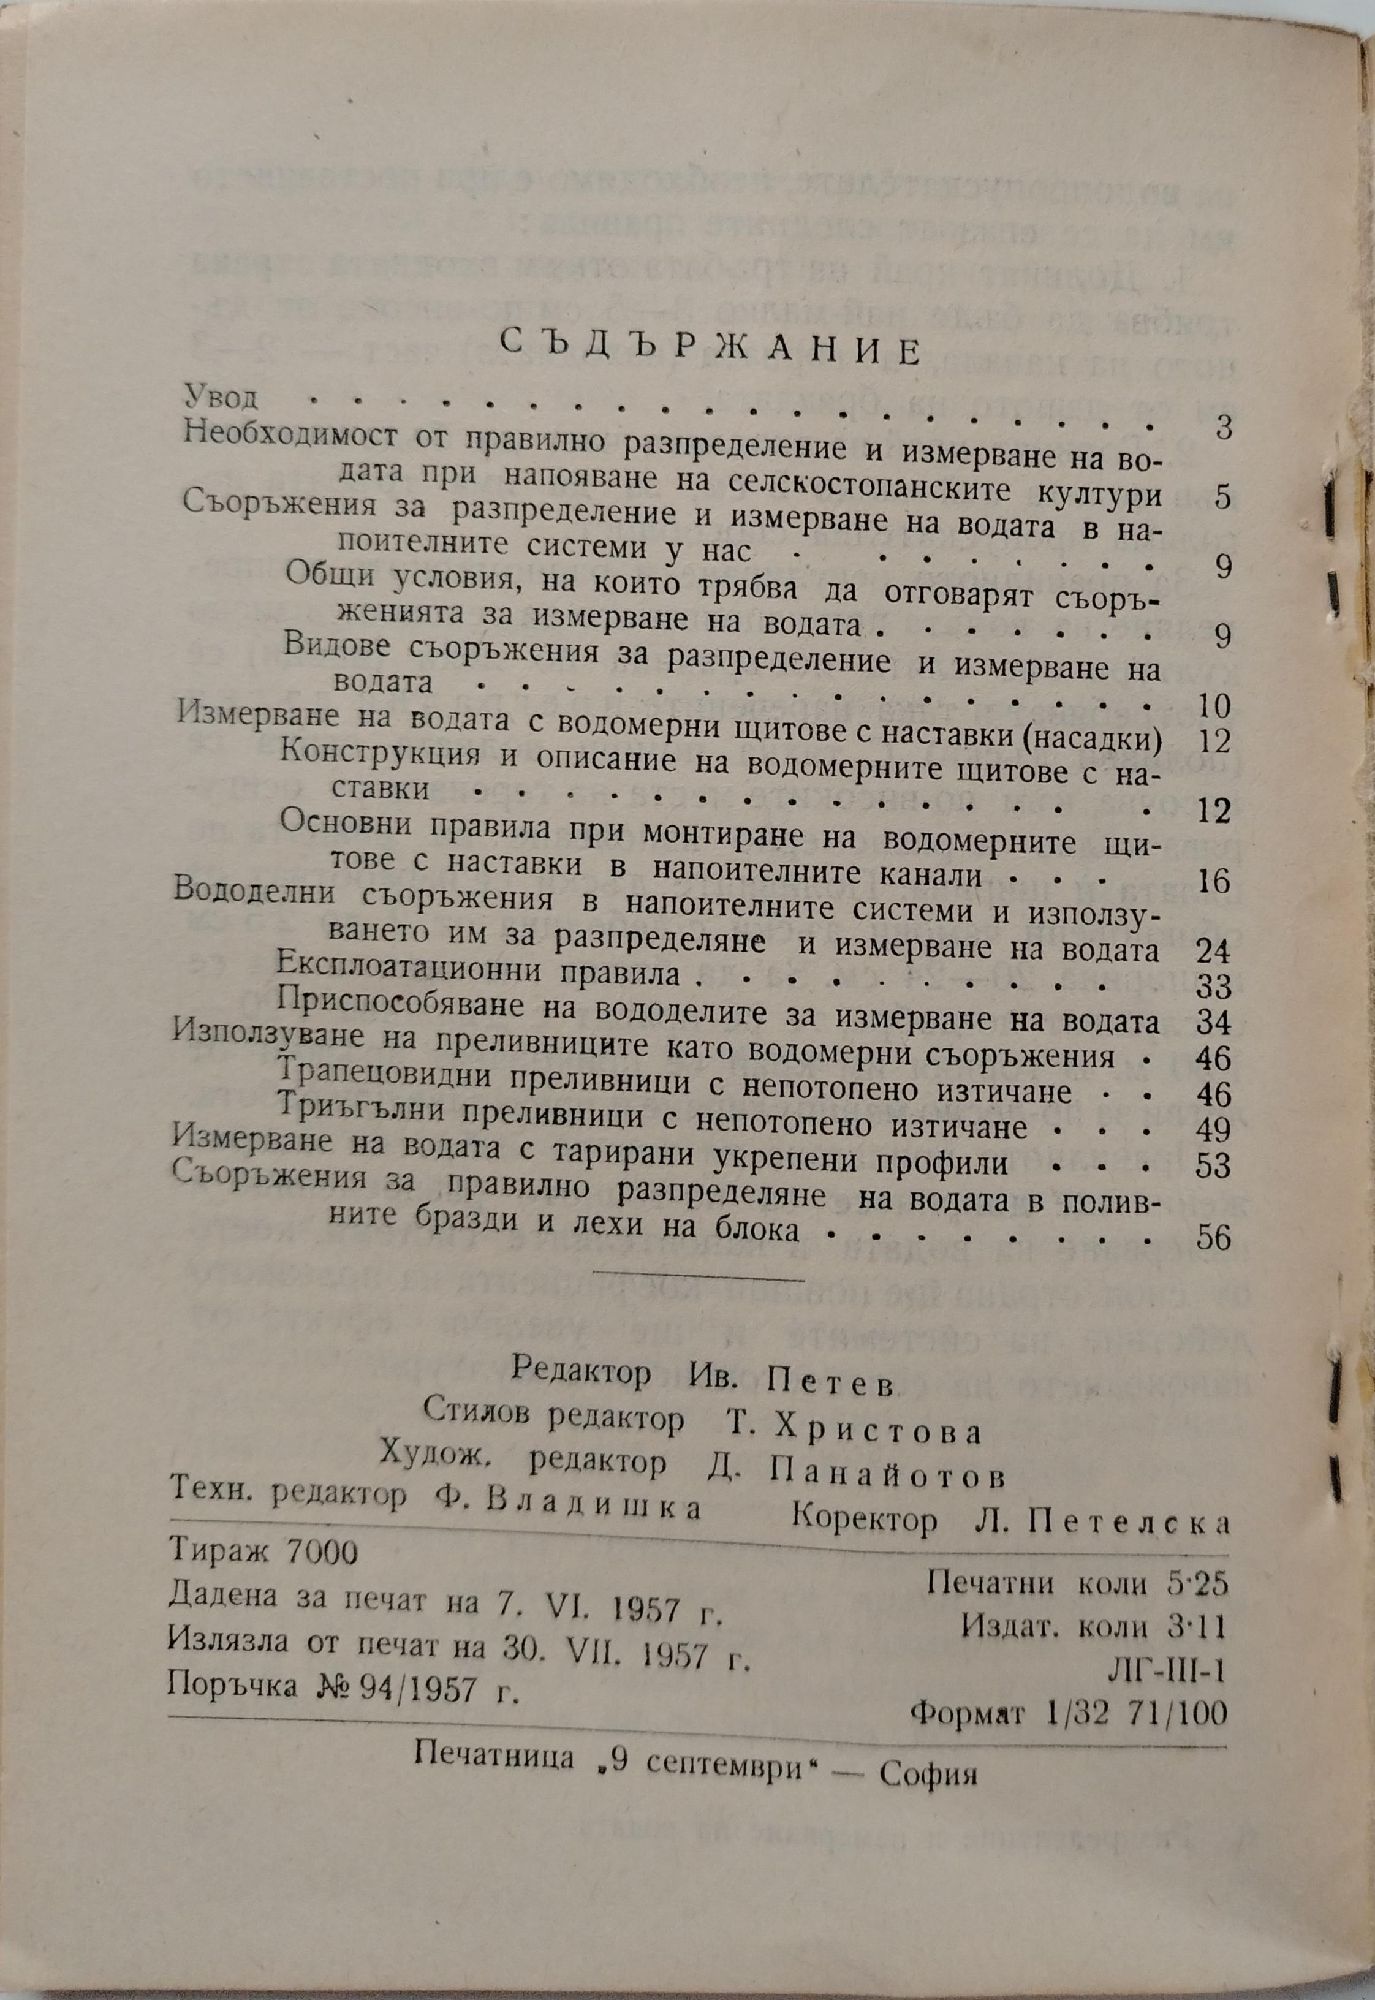 СЪДЪРЖАНИЕ
Увод . . . . . . . . . . . . . . . . . . . . 3
Необходимост от правилно разпределение и измерване на во-
дата при напояване на селскостопанските култури 5
Съоръжения за разпределение и измерване на водата в на-
поителните системи у нас . . . . . . . . 9
Общи условия, на които трябва да отговарят съоръ-
женията за измерване на водата . . . . . . . 9
Видове съоръжения за разпределение и измерване на
водата . . . . . . . . . . . . . . . . 10
Измерване на водата с водомерни щитове с наставки (насадки) 12
Конструкция и описание на водомерните щитове с на-
ставки . . . . . . . . . . . . . . . 12
Основни правила при монтиране на водомерните щи-
тове с наставки в напоителните канали . . . 16
Вододелни съоръжения в напоителните системи и използу-
ването им за разпределяне и измерване на водата 24
Експлоатационни правила . . . . . . . . . . 33
Приспособяване на вододелите за измерване на водата 34
Използуване на преливниците като водомерни съоръжения . 46
Трапецовидни преливници с непотопено изтичане . . 46
Триъгълни преливници с непотопено изтичане . . . 49
Измерване на водата с тарирани укрепени профили . . . 53
Съоръжения за правилно разпределяне на водата в полив-
ните бразди и лехи на блока . . . . . . . . 56
Редактор Ив. Петев
Стилов редактор Т. Христова
Худож. редактор Д. Панайотов
Техн. редактор Ф. Владишка Коректор Л. Петелска
Тираж 7000 Печатни коли 5·25
Дадена за печат на 7. VI. 1957 г. Издат. коли 3·11
Излязла от печат на 30. VII. 1957 г. ЛГ-III-1
Поръчка № 94/1957 г. Формат 1/32 71/100
Печатница „9 септември“ — София